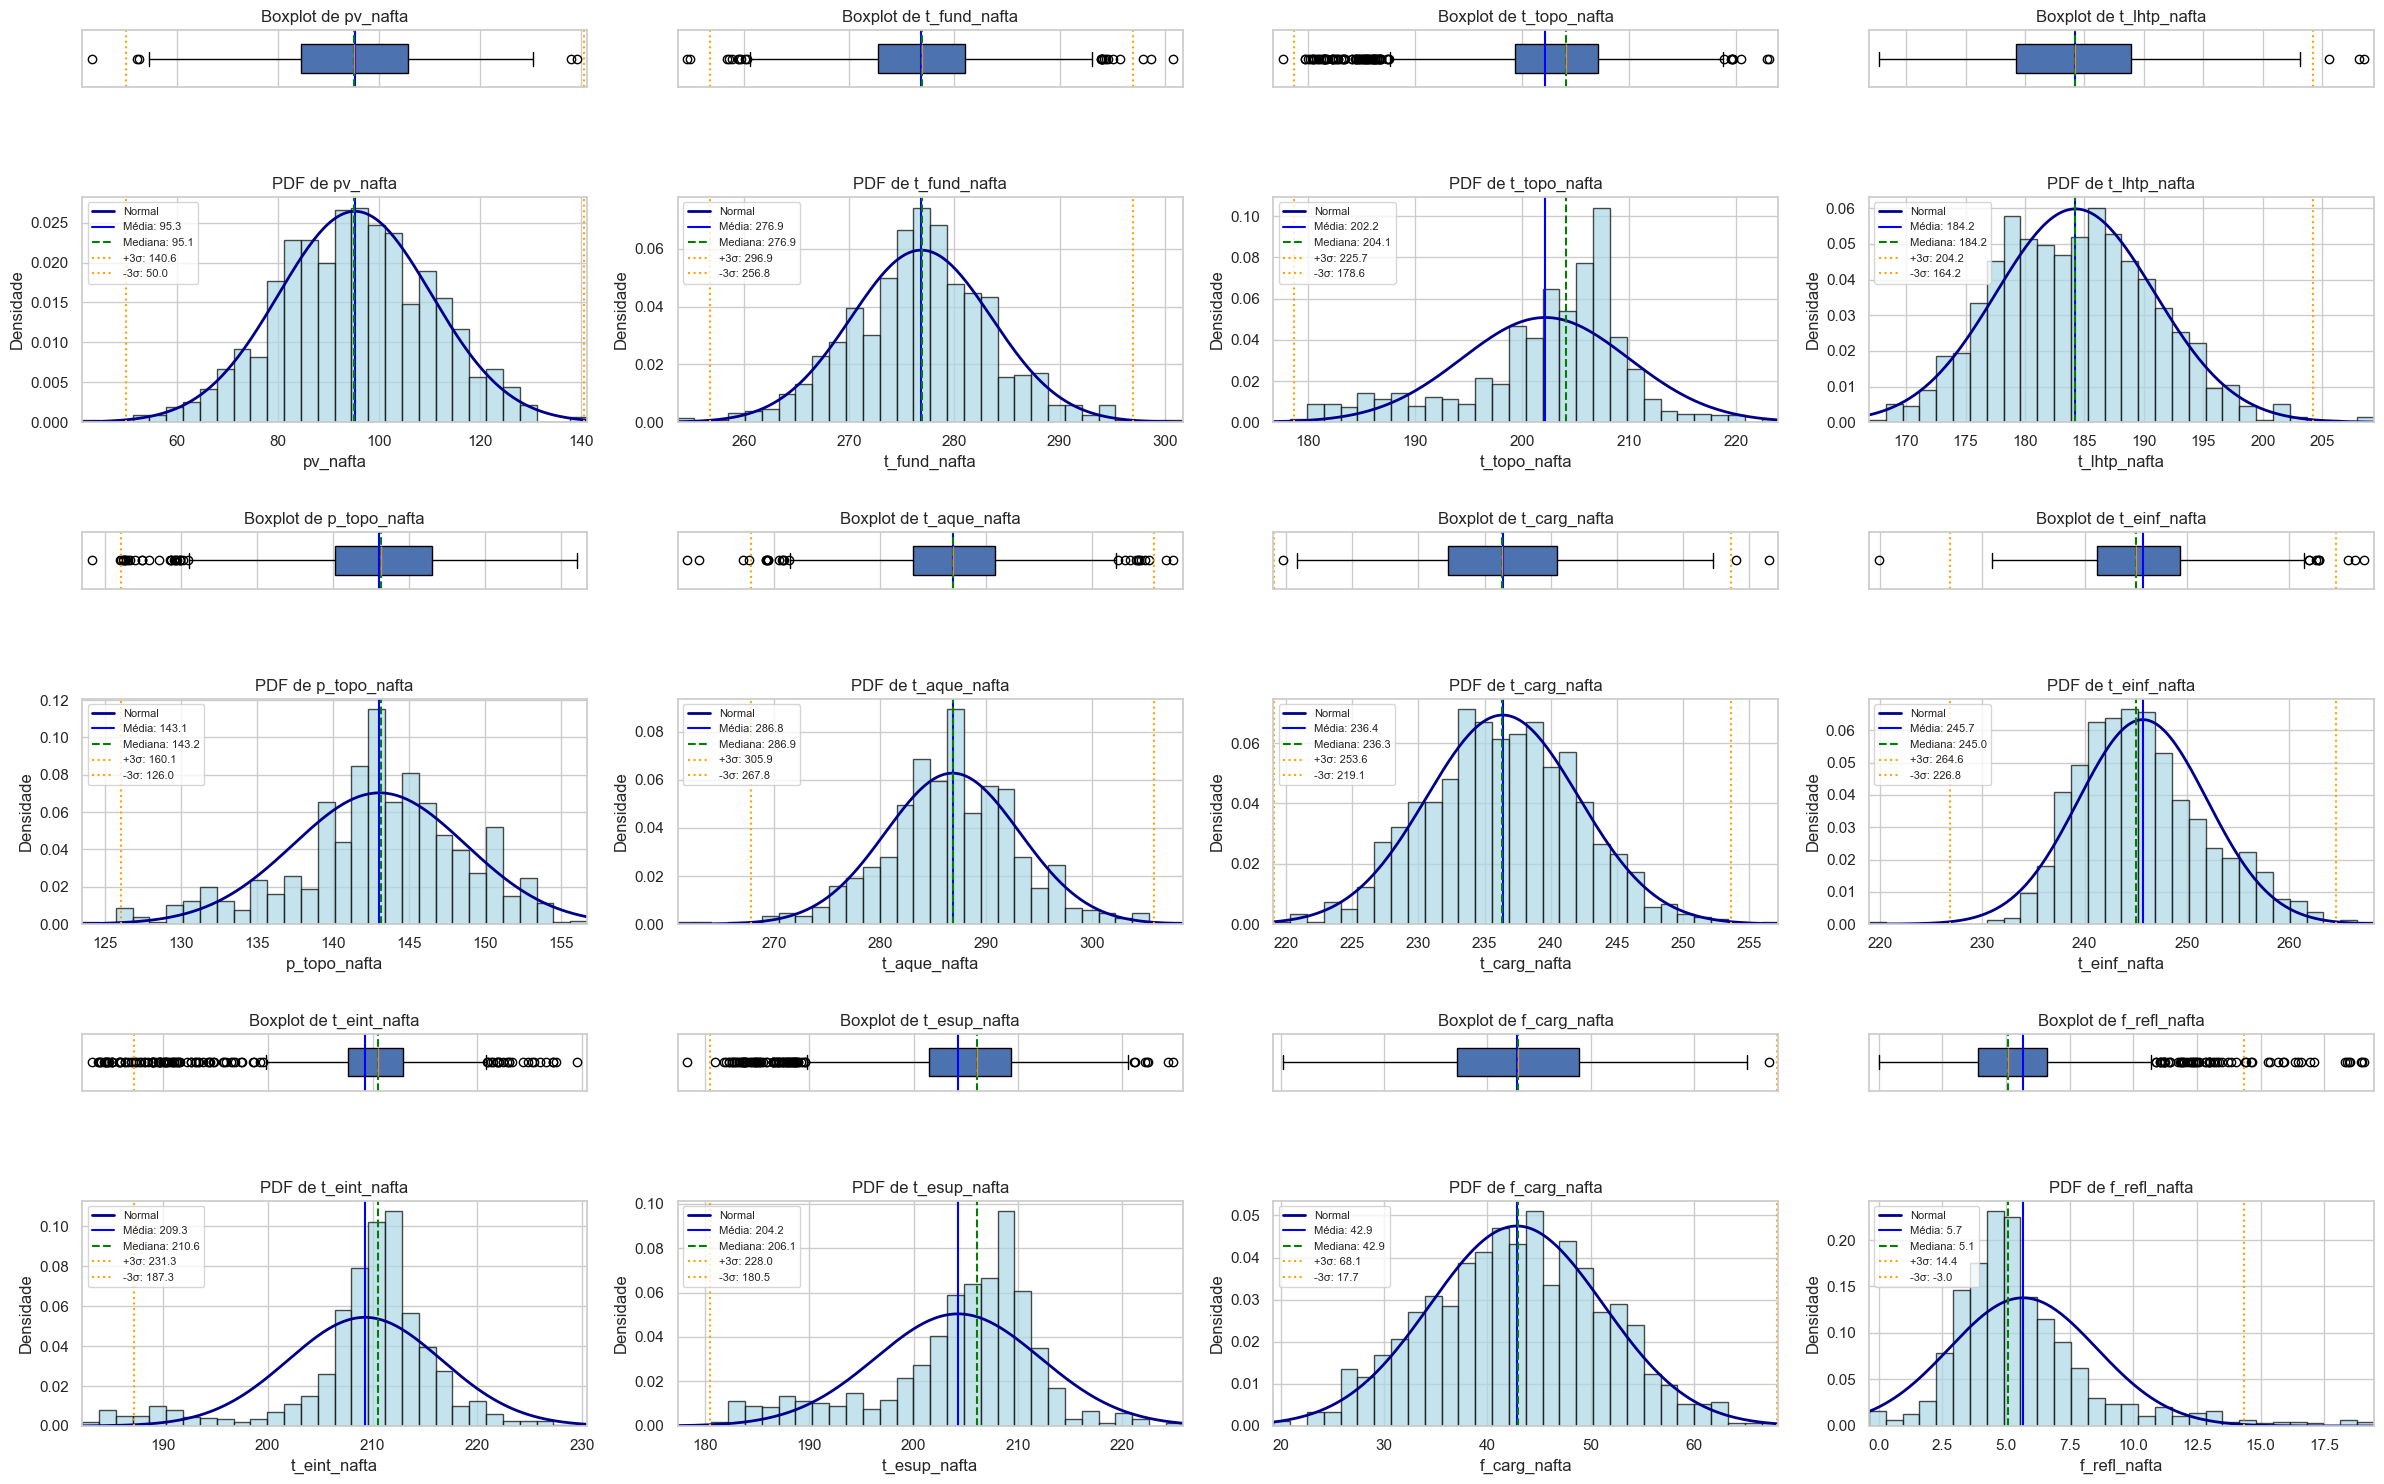 Boxplot de pv_nafta
Boxplot de t_fund_nafta
Boxplot de t_topo_nafta
Boxplot de t_lhtp_nafta
PDF de pv_nafta
Densidade
0.025
0.020
0.015
0.010
0.005
0.000
Normal
Média: 95.3
Mediana: 95.1
+3σ: 140.6
-3σ: 50.0
60 80 100 120 140
pv_nafta
PDF de t_fund_nafta
Densidade
0.06
0.04
0.02
0.00
Normal
Média: 276.9
Mediana: 276.9
+3σ: 296.9
-3σ: 256.8
260 270 280 290 300
t_fund_nafta
PDF de t_topo_nafta
Densidade
0.10
0.08
0.06
0.04
0.02
0.00
Normal
Média: 202.2
Mediana: 204.1
+3σ: 225.7
-3σ: 178.6
180 190 200 210 220
t_topo_nafta
PDF de t_lhtp_nafta
Densidade
0.06
0.05
0.04
0.03
0.02
0.01
0.00
Normal
Média: 184.2
Mediana: 184.2
+3σ: 204.2
-3σ: 164.2
170 175 180 185 190 195 200 205
t_lhtp_nafta
Boxplot de p_topo_nafta
Boxplot de t_aque_nafta
Boxplot de t_carg_nafta
Boxplot de t_einf_nafta
PDF de p_topo_nafta
Densidade
0.12
0.10
0.08
0.06
0.04
0.02
0.00
Normal
Média: 143.1
Mediana: 143.2
+3σ: 160.1
-3σ: 126.0
125 130 135 140 145 150 155
p_topo_nafta
PDF de t_aque_nafta
Densidade
0.08
0.06
0.04
0.02
0.00
Normal
Média: 286.8
Mediana: 286.9
+3σ: 305.9
-3σ: 267.8
270 280 290 300
t_aque_nafta
PDF de t_carg_nafta
Densidade
0.06
0.04
0.02
0.00
Normal
Média: 236.4
Mediana: 236.3
+3σ: 253.6
-3σ: 219.1
220 225 230 235 240 245 250 255
t_carg_nafta
PDF de t_einf_nafta
Densidade
0.06
0.05
0.04
0.03
0.02
0.01
0.00
Normal
Média: 245.7
Mediana: 245.0
+3σ: 264.6
-3σ: 226.8
220 230 240 250 260
t_einf_nafta
Boxplot de t_eint_nafta
Boxplot de t_esup_nafta
Boxplot de f_carg_nafta
Boxplot de f_refl_nafta
PDF de t_eint_nafta
Densidade
0.10
0.08
0.06
0.04
0.02
0.00
Normal
Média: 209.3
Mediana: 210.6
+3σ: 231.3
-3σ: 187.3
190 200 210 220 230
t_eint_nafta
PDF de t_esup_nafta
Densidade
0.10
0.08
0.06
0.04
0.02
0.00
Normal
Média: 204.2
Mediana: 206.1
+3σ: 228.0
-3σ: 180.5
180 190 200 210 220
t_esup_nafta
PDF de f_carg_nafta
Densidade
0.05
0.04
0.03
0.02
0.01
0.00
Normal
Média: 42.9
Mediana: 42.9
+3σ: 68.1
-3σ: 17.7
20 30 40 50 60
f_carg_nafta
PDF de f_refl_nafta
Densidade
0.20
0.15
0.10
0.05
0.00
Normal
Média: 5.7
Mediana: 5.1
+3σ: 14.4
-3σ: -3.0
0.0 2.5 5.0 7.5 10.0 12.5 15.0 17.5
f_refl_nafta